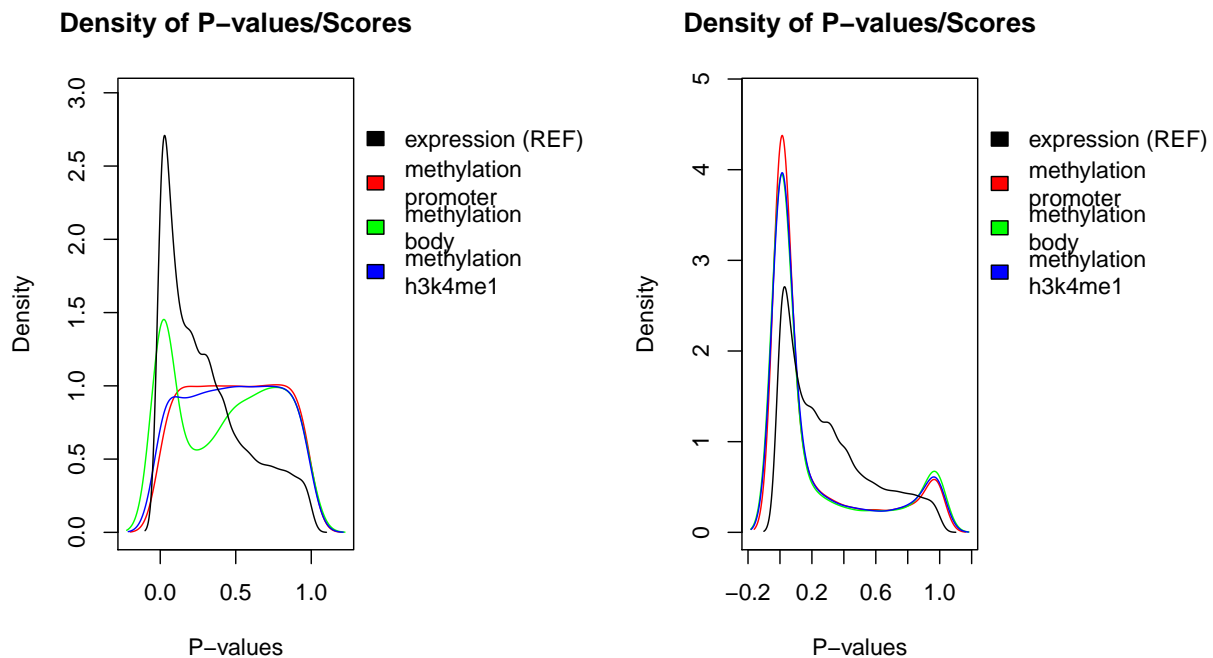 Density of P−values/Scores
Density
3.0
2.5
2.0
1.5
1.0
0.5
0.0
0.0 0.5 1.0
P−values
expression (REF)
methylation
promoter
methylation
body
methylation
h3k4me1
Density of P−values/Scores
Density
5
4
3
2
1
0
−0.2 0.2 0.6 1.0
P−values
expression (REF)
methylation
promoter
methylation
body
methylation
h3k4me1